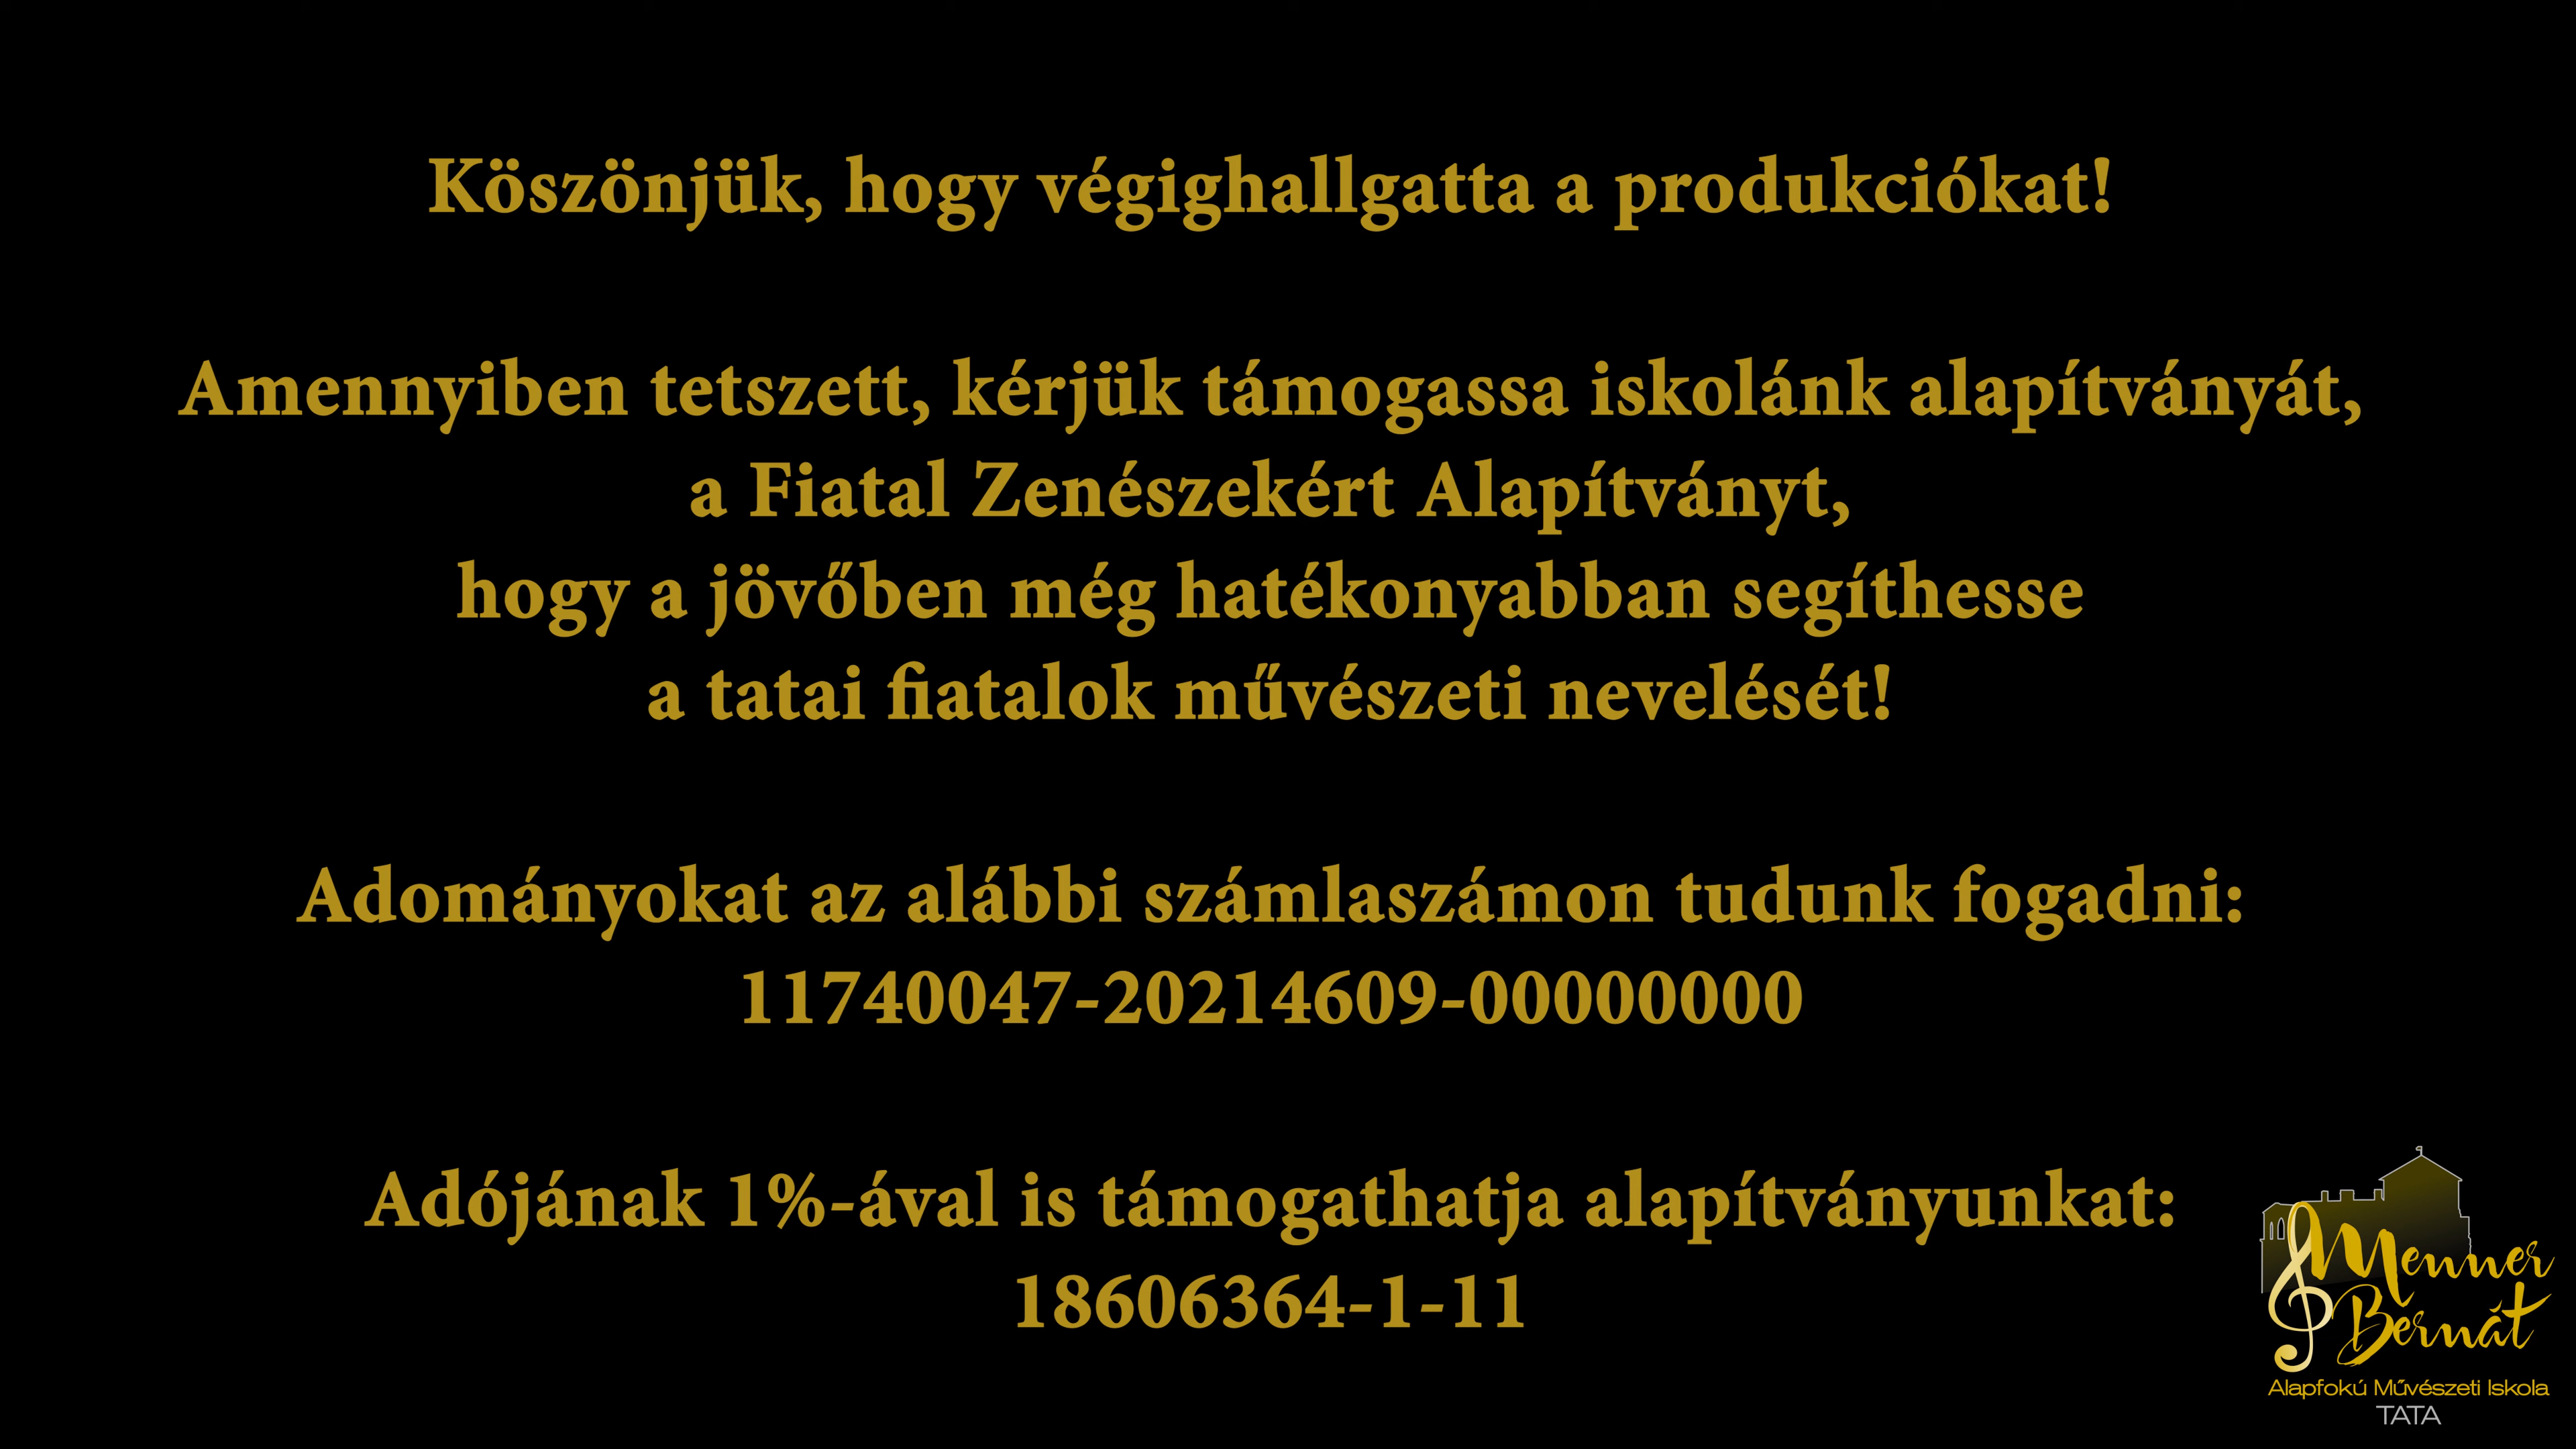 Köszönjük, hogy végighallgatta a produkciókat!
Amennyiben tetszett, kérjük támogassa iskolánk alapítványát,
a Fiatal Zenészekért Alapítványt,
hogy a jövőben még hatékonyabban segíthesse
a tatai fiatalok művészeti nevelését!
Adományokat az alábbi számlaszámon tudunk fogadni:
11740047-20214609-00000000
Adójának 1%-ával is támogathatja alapítványunkat:
18606364-1-11
Menner
Bernát
Alapfokú Művészeti Iskola
TATA